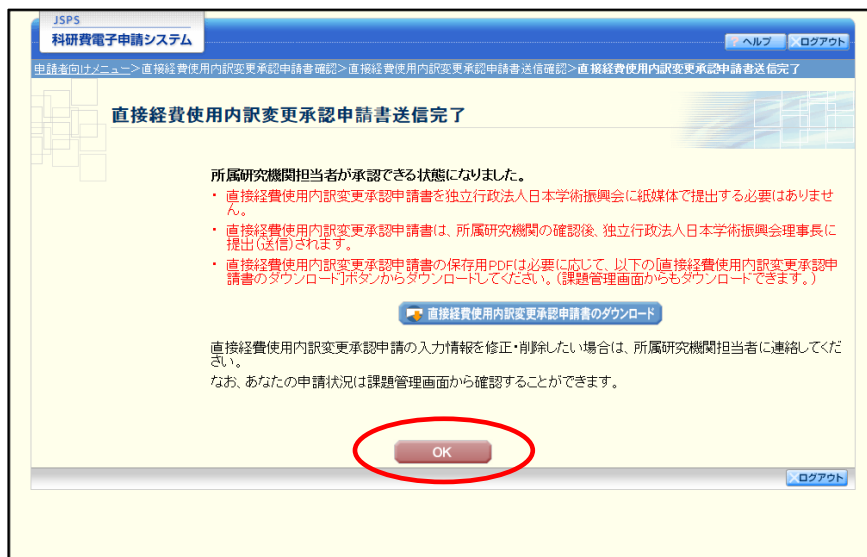 JSPS
科研費電子申請システム
? ヘルプ
×ログアウト
申請者向けメニュー>直接経費使用内訳変更承認申請書確認>直接経費使用内訳変更承認申請書送信確認>直接経費使用内訳変更承認申請書送信完了
直接経費使用内訳変更承認申請書送信完了
所属研究機関担当者が承認できる状態になりました。
・ 直接経費使用内訳変更承認申請書を独立行政法人日本学術振興会に紙媒体で提出する必要はありませ
ん。
・ 直接経費使用内訳変更承認申請書は、所属研究機関の確認後、独立行政法人日本学術振興会理事長に
提出(送信)されます。
・ 直接経費使用内訳変更承認申請書の保存用PDFは必要に応じて、以下の[直接経費使用内訳変更承認申
請書のダウンロード]ボタンからダウンロードしてください。(課題管理画面からもダウンロードできます。)
直接経費使用内訳変更承認申請書のダウンロード
直接経費使用内訳変更承認申請の入力情報を修正・削除したい場合は、所属研究機関担当者に連絡してくだ
さい。
なお、あなたの申請状況は課題管理画面から確認することができます。
OK
×ログアウト